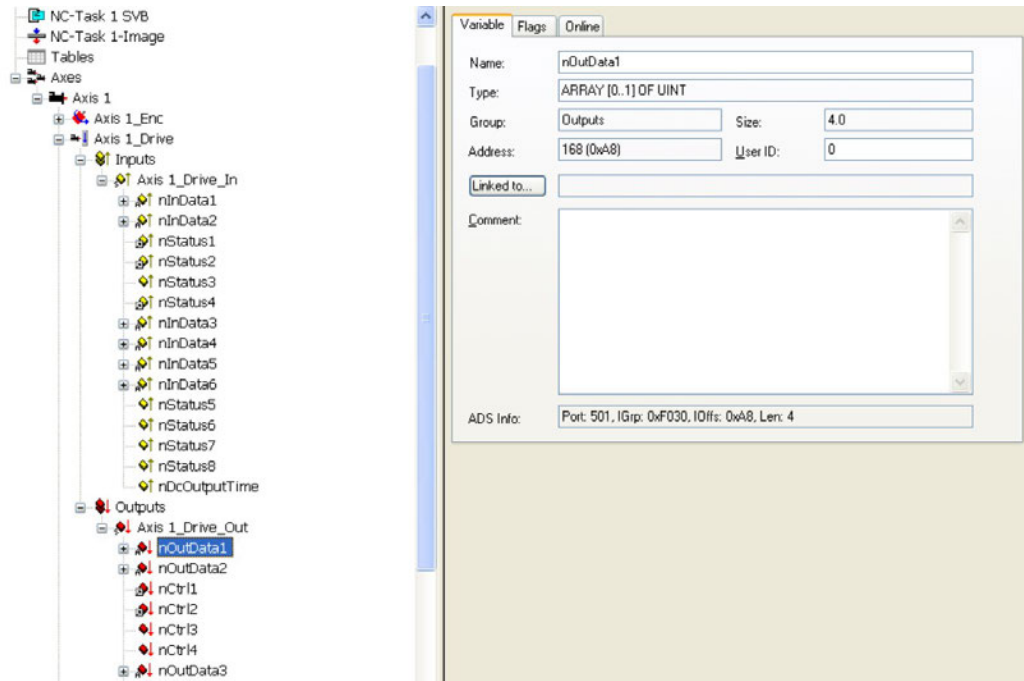 NC-Task 1 SVB
NC-Task 1-Image
Tables
Axes
Axis 1
Axis 1_Enc
Axis 1_Drive
Inputs
Axis 1_Drive_In
nInData1
nInData2
nStatus1
nStatus2
nStatus3
nStatus4
nInData3
nInData4
nInData5
nInData6
nStatus5
nStatus6
nStatus7
nStatus8
nDcOutputTime
Outputs
Axis 1_Drive_Out
nOutData1
nOutData2
nCtrl1
nCtrl2
nCtrl3
nCtrl4
nOutData3
Variable Flags Online
Name: nOutData1
Type: ARRAY [0..1] OF UINT
Group: Outputs Size: 4.0
Address: 168 (0xA8) User ID: 0
Linked to...
Comment:
ADS Info: Port: 501, IGrp: 0xF030, IOffs: 0xA8, Len: 4